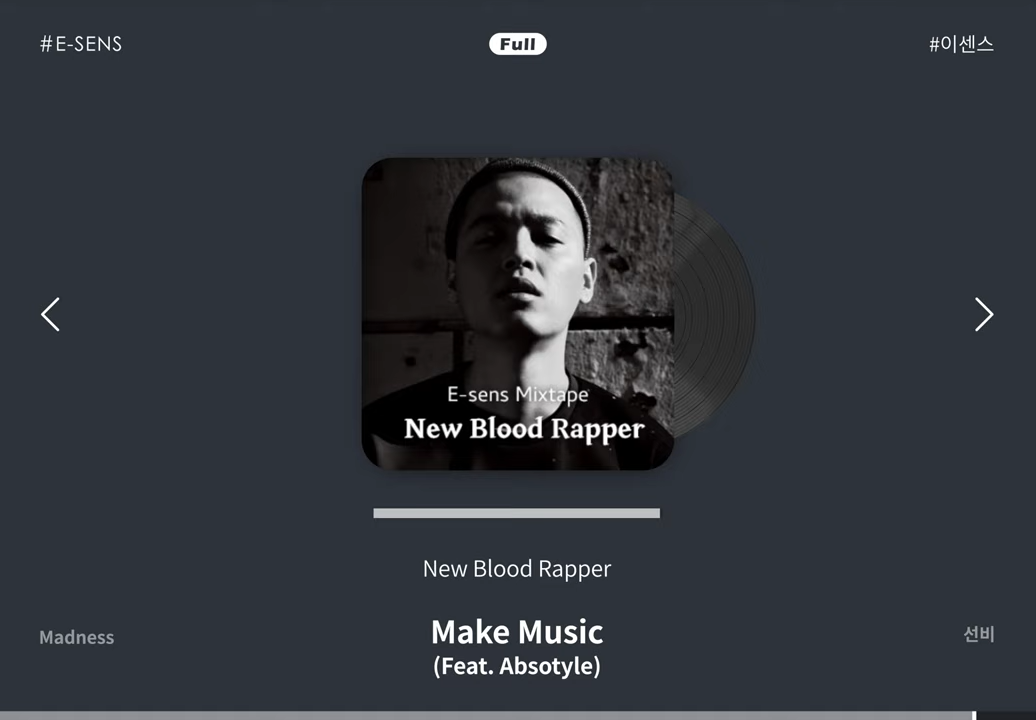 #E-SENS
Full
#이센스
E-sens Mixtape
New Blood Rapper
New Blood Rapper
Madness
Make Music
(Feat. Absotyle)
선비